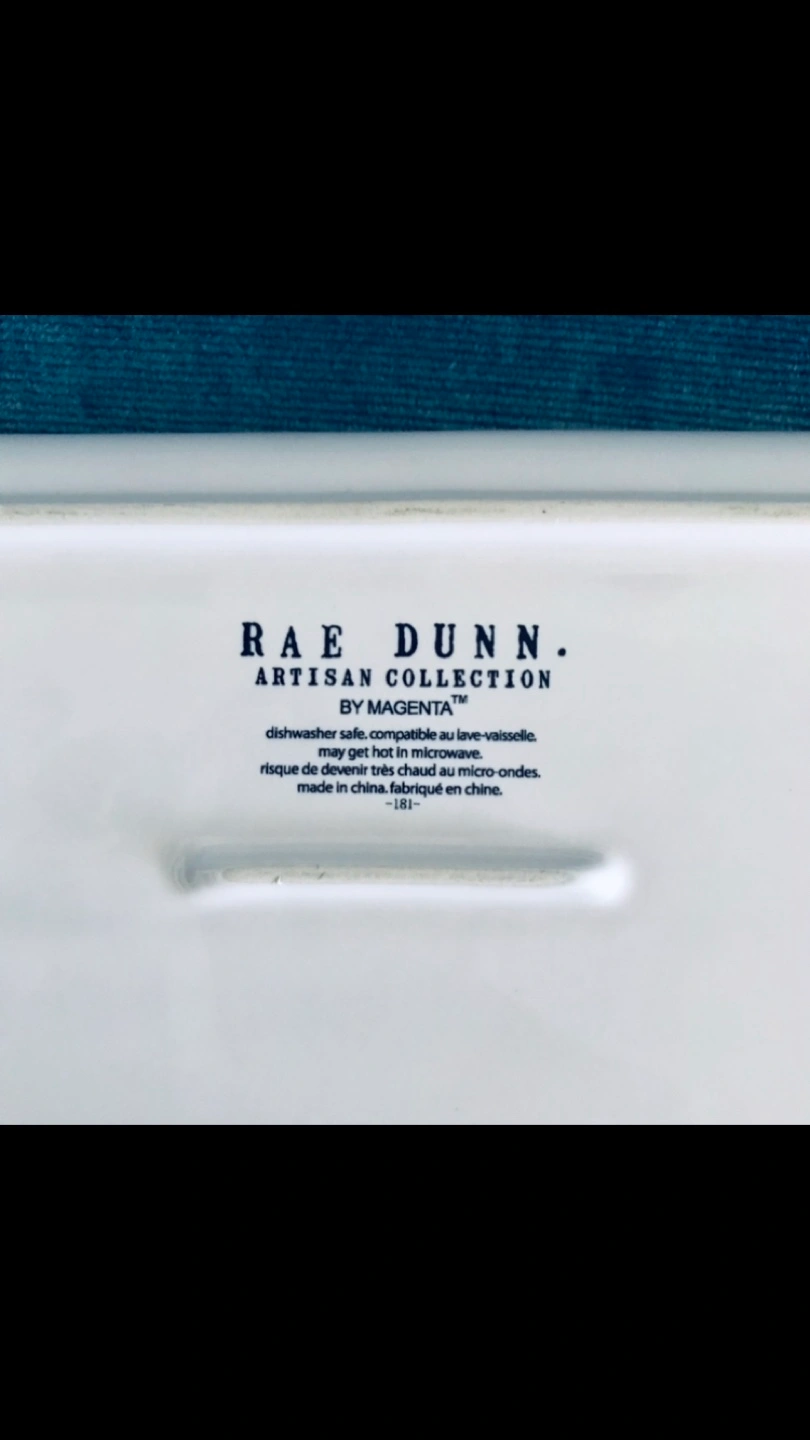 RAE DUNN.
ARTISAN COLLECTION
BY MAGENTA™
dishwasher safe. compatible au lave-vaisselle.
may get hot in microwave.
risque de devenir très chaud au micro-ondes.
made in china. fabriqué en chine.
-181-